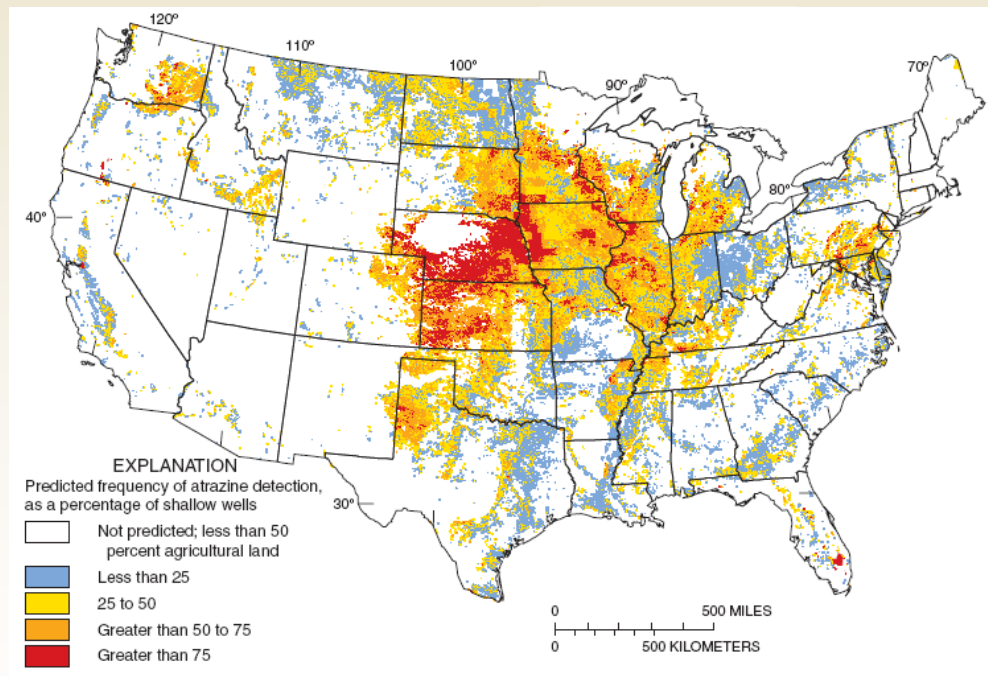 120º
110º
100º
90º
70º
80º
40º
30º
EXPLANATION
Predicted frequency of atrazine detection,
as a percentage of shallow wells
Not predicted; less than 50
percent agricultural land
Less than 25
25 to 50
Greater than 50 to 75
Greater than 75
0 500 MILES
0 500 KILOMETERS